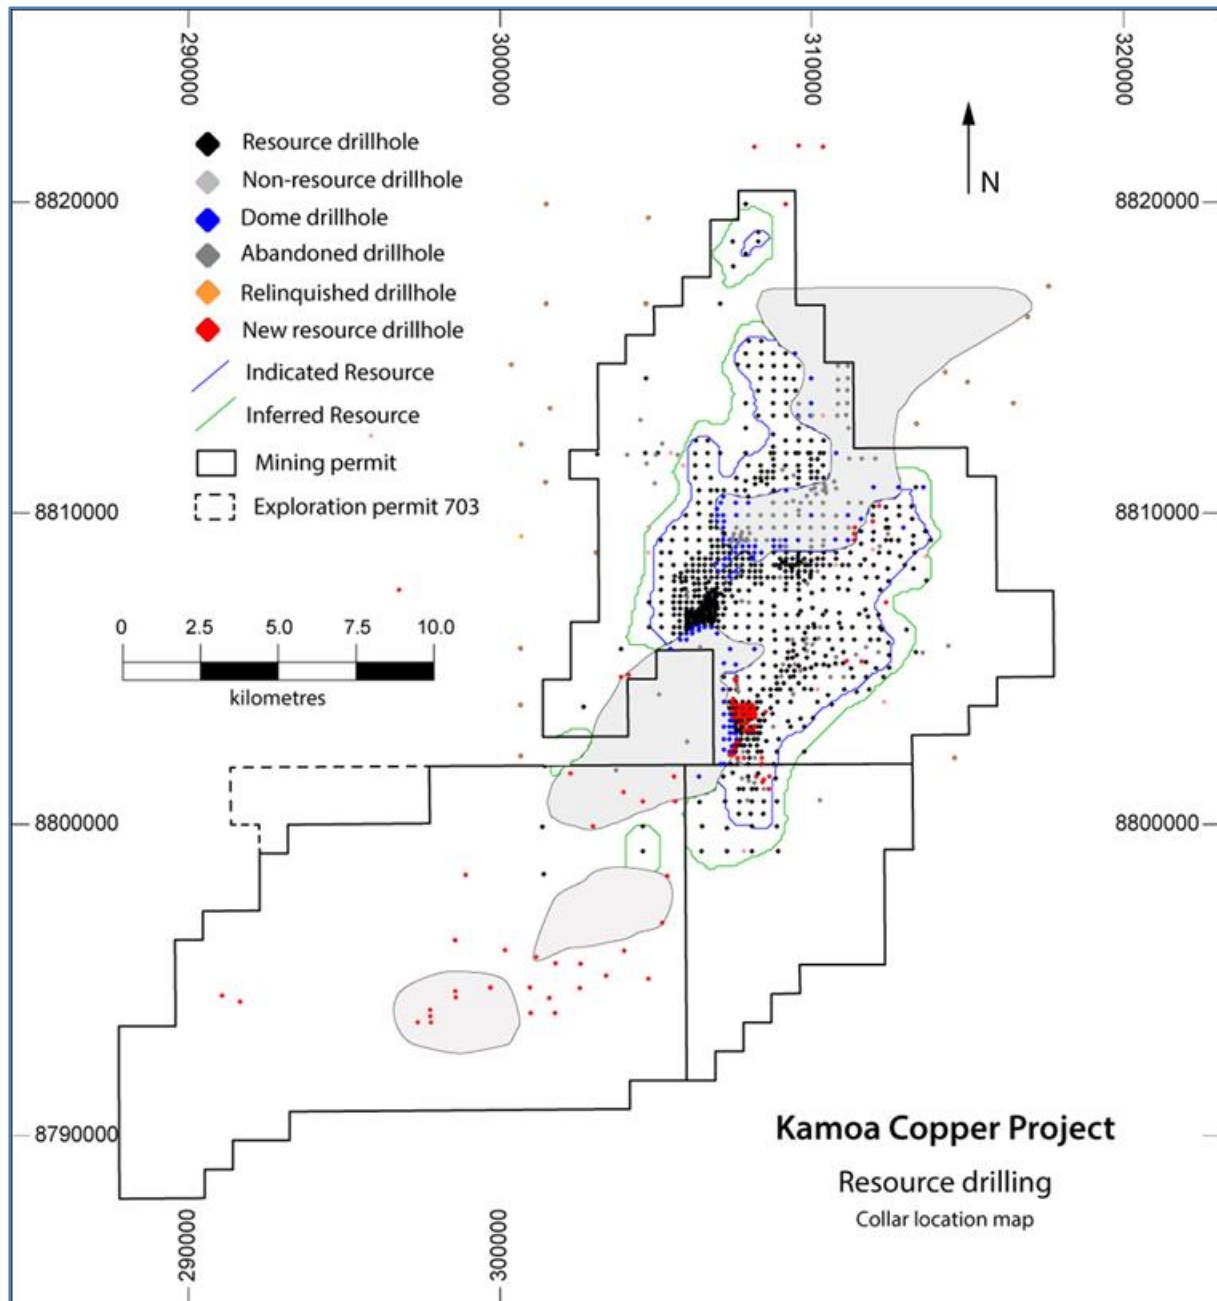 290000
300000
310000
320000
N
Resource drillhole
Non-resource drillhole
Dome drillhole
Abandoned drillhole
Relinquished drillhole
New resource drillhole
Indicated Resource
Inferred Resource
Mining permit
Exploration permit 703
8820000
8820000
8810000
8810000
0 2.5 5.0 7.5 10.0
kilometres
8800000
8800000
8790000
Kamoa Copper Project
Resource drilling
Collar location map
290000
300000